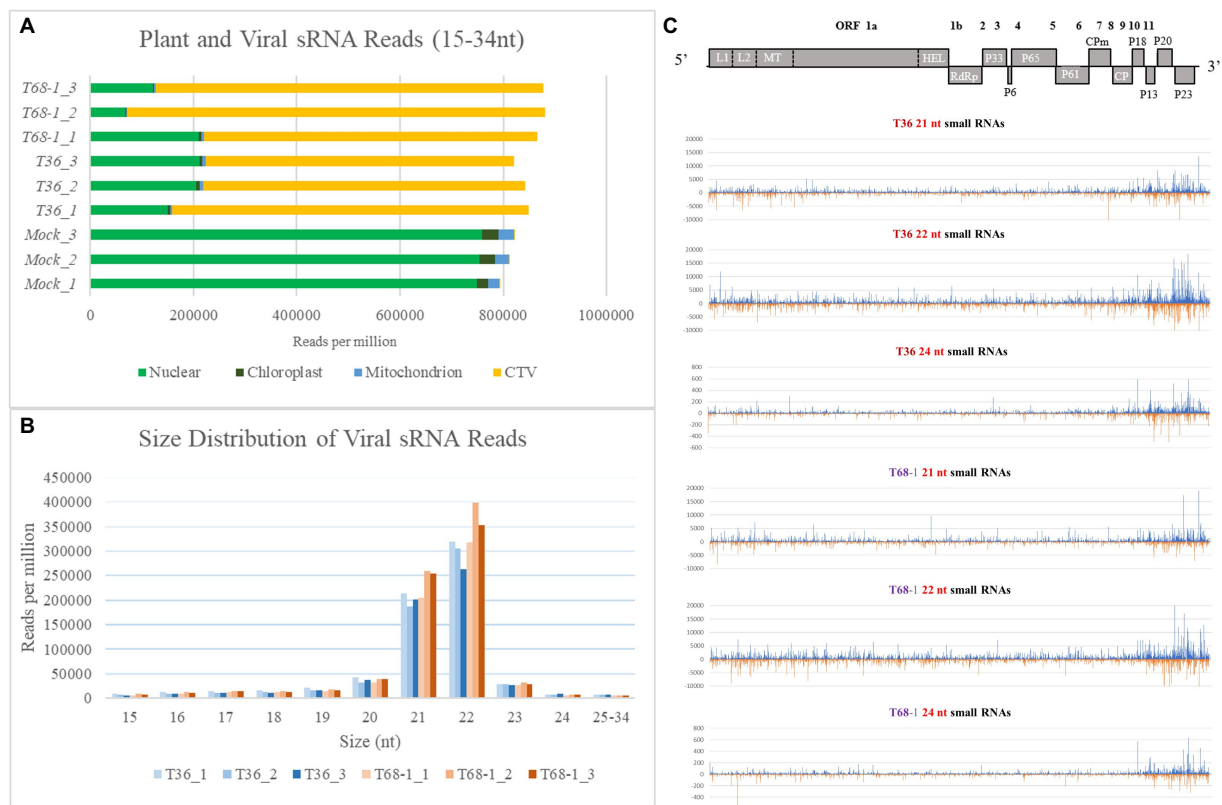 A
Plant and Viral sRNA Reads (15-34nt)
T68-1_3
T68-1_2
T68-1_1
T36_3
T36_2
T36_1
Mock_3
Mock_2
Mock_1
0 200000 400000 600000 800000 1000000
Reads per million
Nuclear Chloroplast Mitochondrion CTV
B
Size Distribution of Viral sRNA Reads
Reads per million
450000
400000
350000
300000
250000
200000
150000
100000
50000
0
15 16 17 18 19 20 21 22 23 24 25-34
Size (nt)
T36_1 T36_2 T36_3 T68-1_1 T68-1_2 T68-1_3
C
ORF 1a 1b 2 3 4 5 6 7 8 9 10 11
CPm P18 P20
5' L1 L2 MT HEL P33 P65 3'
RdRp P61 CP
P6 P13 P23
T36 21 nt small RNAs
20000
15000
10000
5000
0
-5000
-10000
T36 22 nt small RNAs
20000
15000
10000
5000
0
-5000
-10000
T36 24 nt small RNAs
800
600
400
200
0
-200
-400
-600
T68-1 21 nt small RNAs
20000
15000
10000
5000
0
-5000
-10000
T68-1 22 nt small RNAs
20000
15000
10000
5000
0
-5000
-10000
T68-1 24 nt small RNAs
800
600
400
200
0
-200
-400